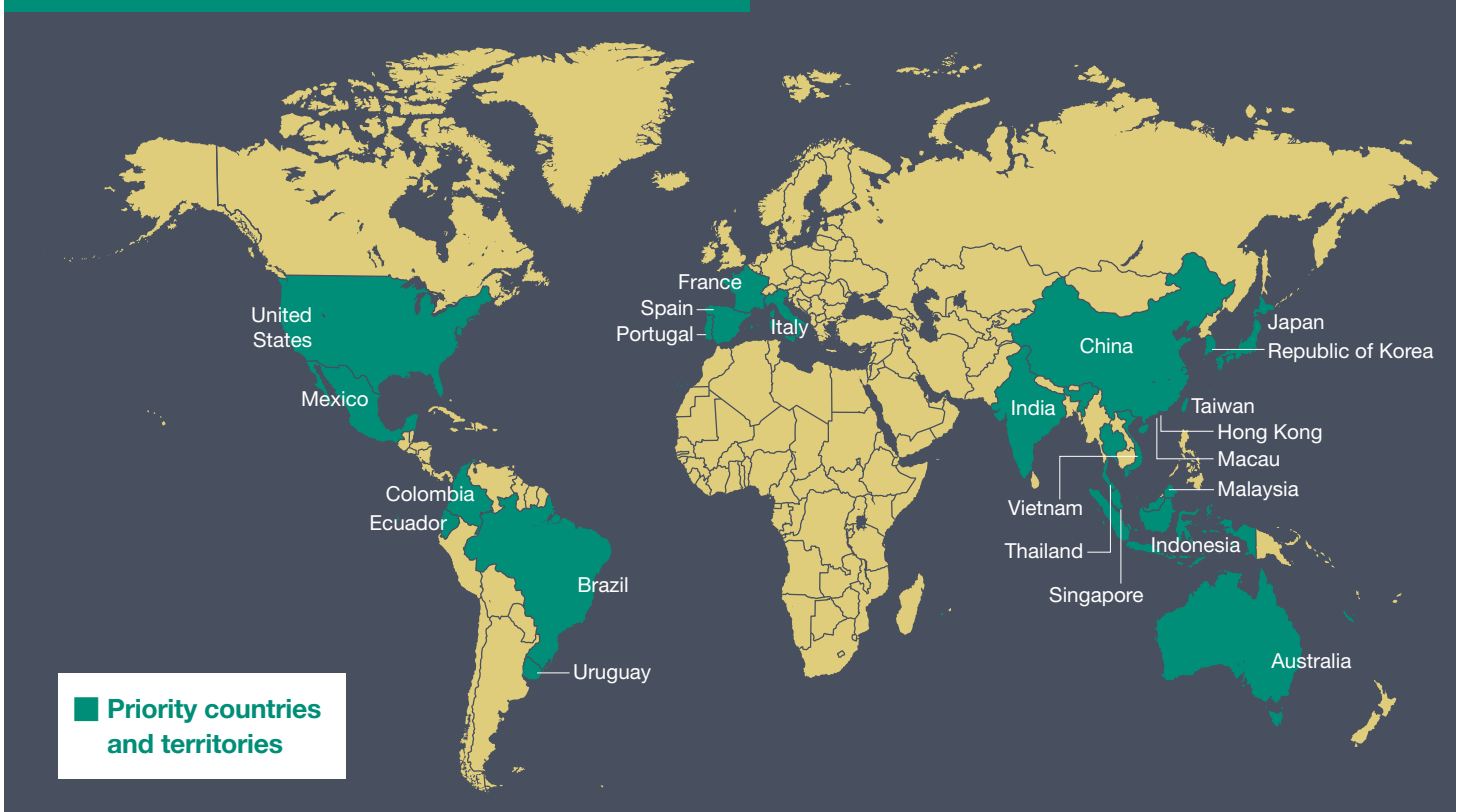 France
Spain
Portugal
Italy
United
States
Mexico
China
Japan
Republic of Korea
India
Taiwan
Hong Kong
Macau
Malaysia
Vietnam
Thailand
Indonesia
Singapore
Colombia
Ecuador
Brazil
Uruguay
Australia
Priority countries
and territories